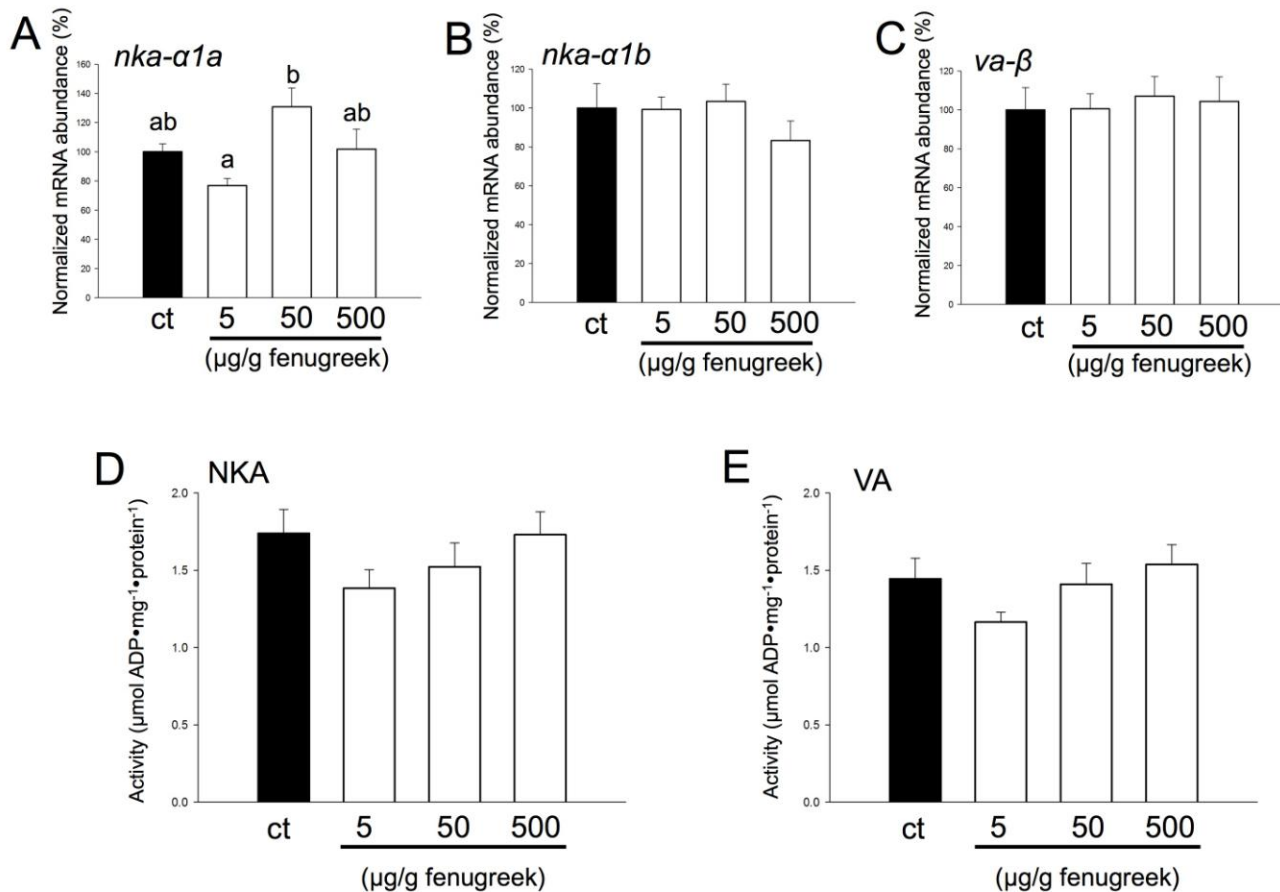 A
nka-α1a
Normalized mRNA abundance (%)
160
140
120
100
80
60
40
20
0
ab
a
b
ab
ct
5
50
500
(µg/g fenugreek)
B
nka-α1b
Normalized mRNA abundance (%)
120
100
80
60
40
20
0
ct
5
50
500
(µg/g fenugreek)
C
va-β
Normalized mRNA abundance (%)
120
100
80
60
40
20
0
ct
5
50
500
(µg/g fenugreek)
D
NKA
Activity (µmol ADP•mg⁻¹•protein⁻¹)
2.0
1.5
1.0
0.5
0.0
ct
5
50
500
(µg/g fenugreek)
E
VA
Activity (µmol ADP•mg⁻¹•protein⁻¹)
2.0
1.5
1.0
0.5
0.0
ct
5
50
500
(µg/g fenugreek)